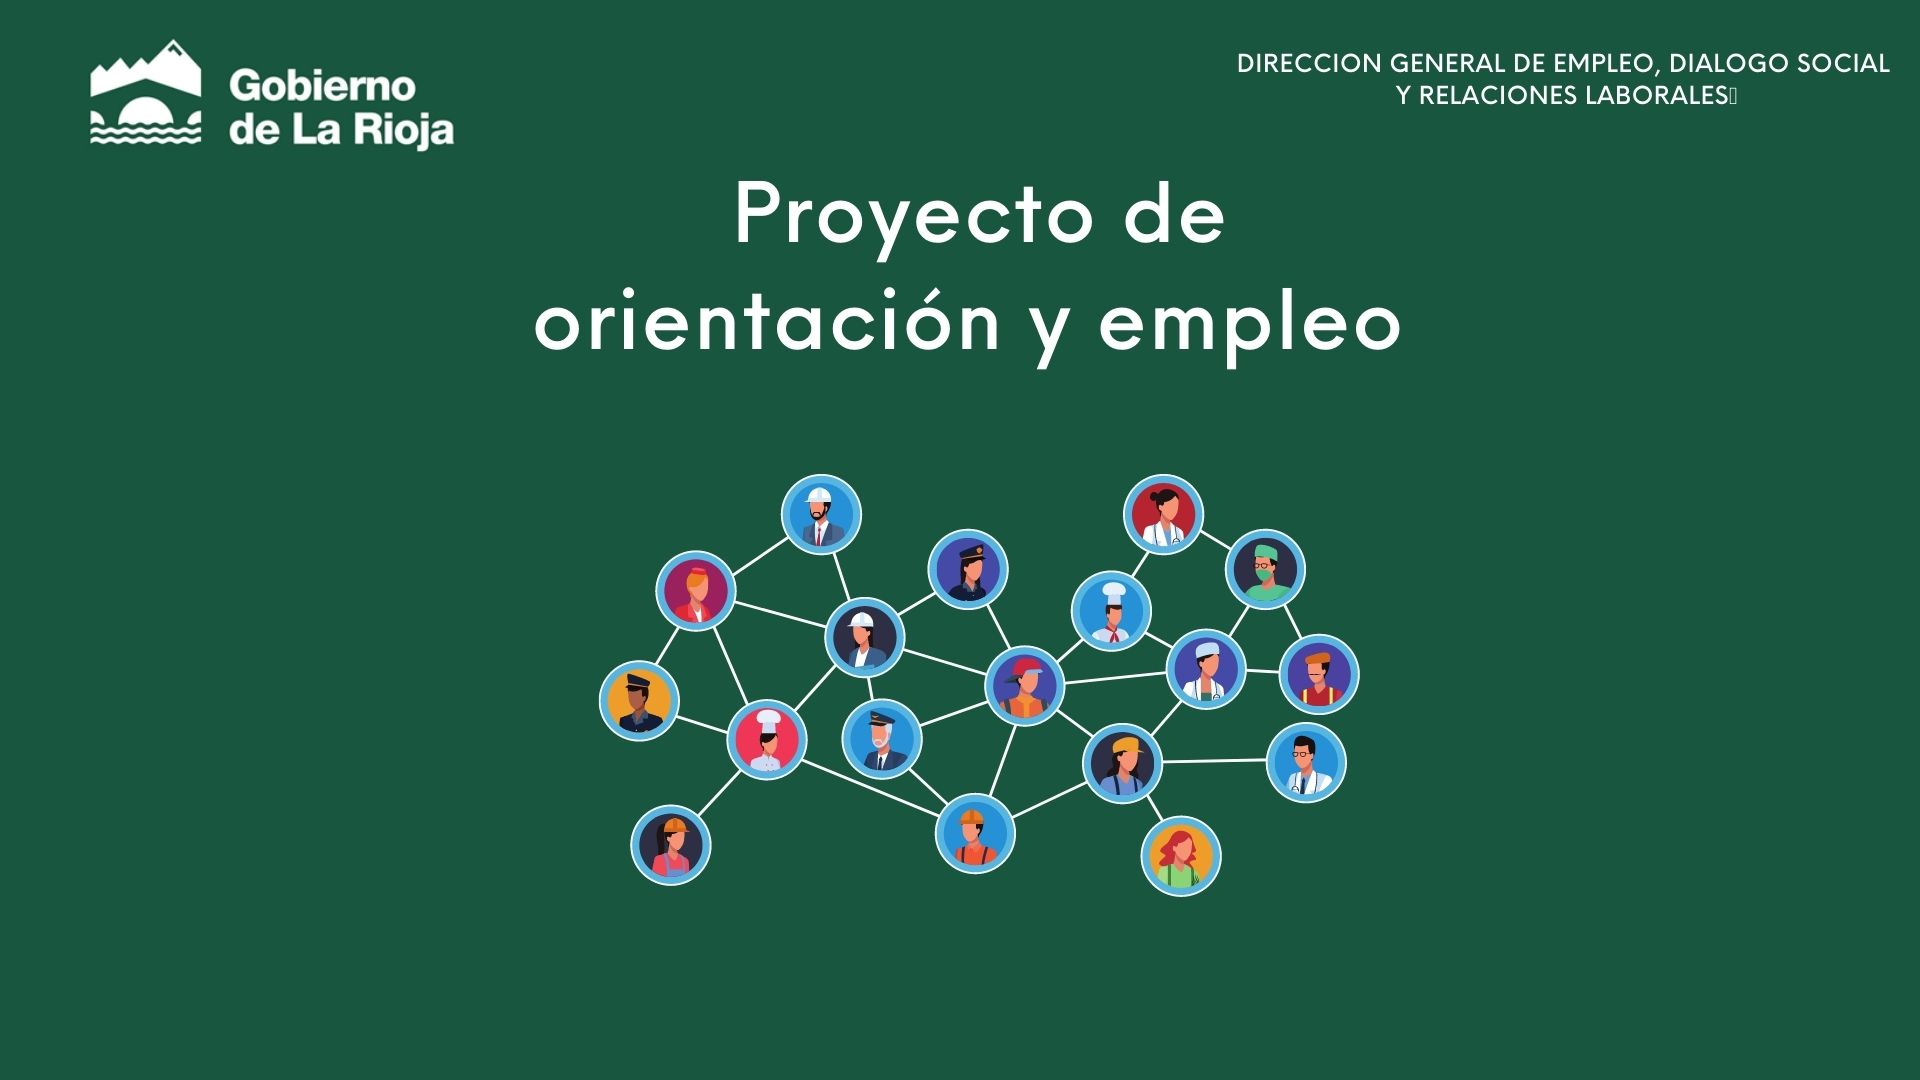 Gobierno
de La Rioja
DIRECCION GENERAL DE EMPLEO, DIALOGO SOCIAL
Y RELACIONES LABORALES
Proyecto de
orientación y empleo